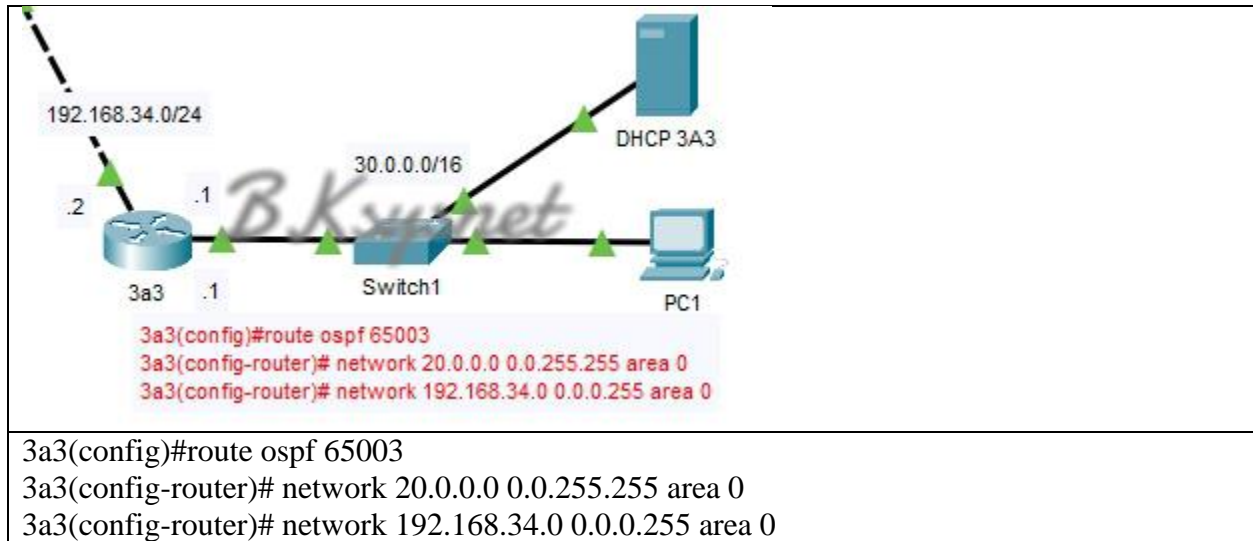 192.168.34.0/24
DHCP 3A3
30.0.0.0/16
.2
.1
B.Ksymet
3a3
.1
Switch1
PC1
3a3(config)#route ospf 65003
3a3(config-router)# network 20.0.0.0 0.0.255.255 area 0
3a3(config-router)# network 192.168.34.0 0.0.0.255 area 0
3a3(config)#route ospf 65003
3a3(config-router)# network 20.0.0.0 0.0.255.255 area 0
3a3(config-router)# network 192.168.34.0 0.0.0.255 area 0